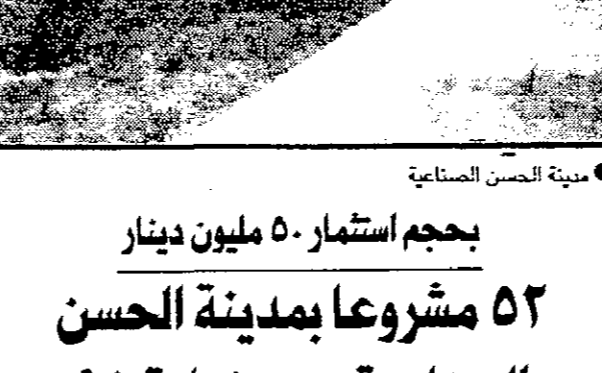 ● مدينة الحسن الصناعية
بحجم استثمار ٥٠ مليون دينار
٥٢ مشروعا بمدينة الحسن